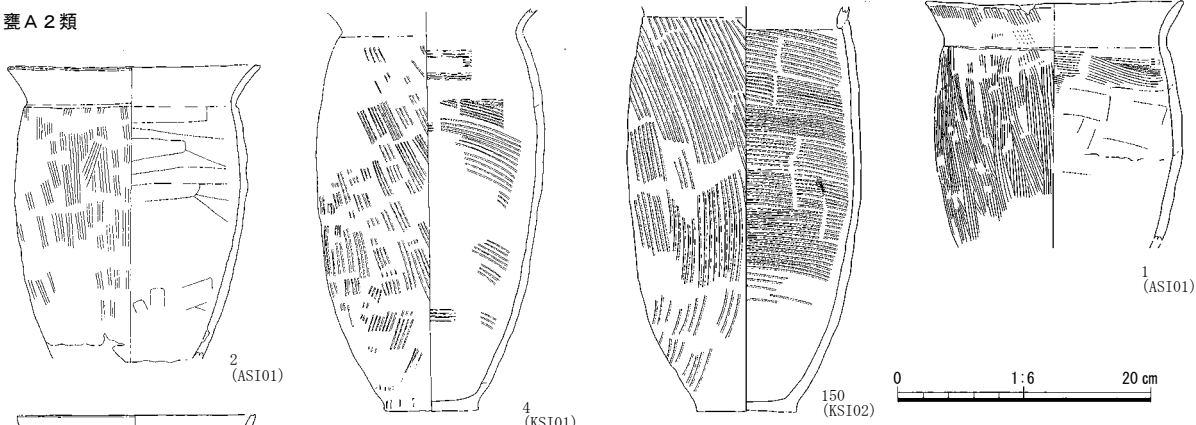 甕Ａ２類
2
(ASI01)
4
(KSI01)
150
(KSI02)
1
(ASI01)
0 1:6 20 cm